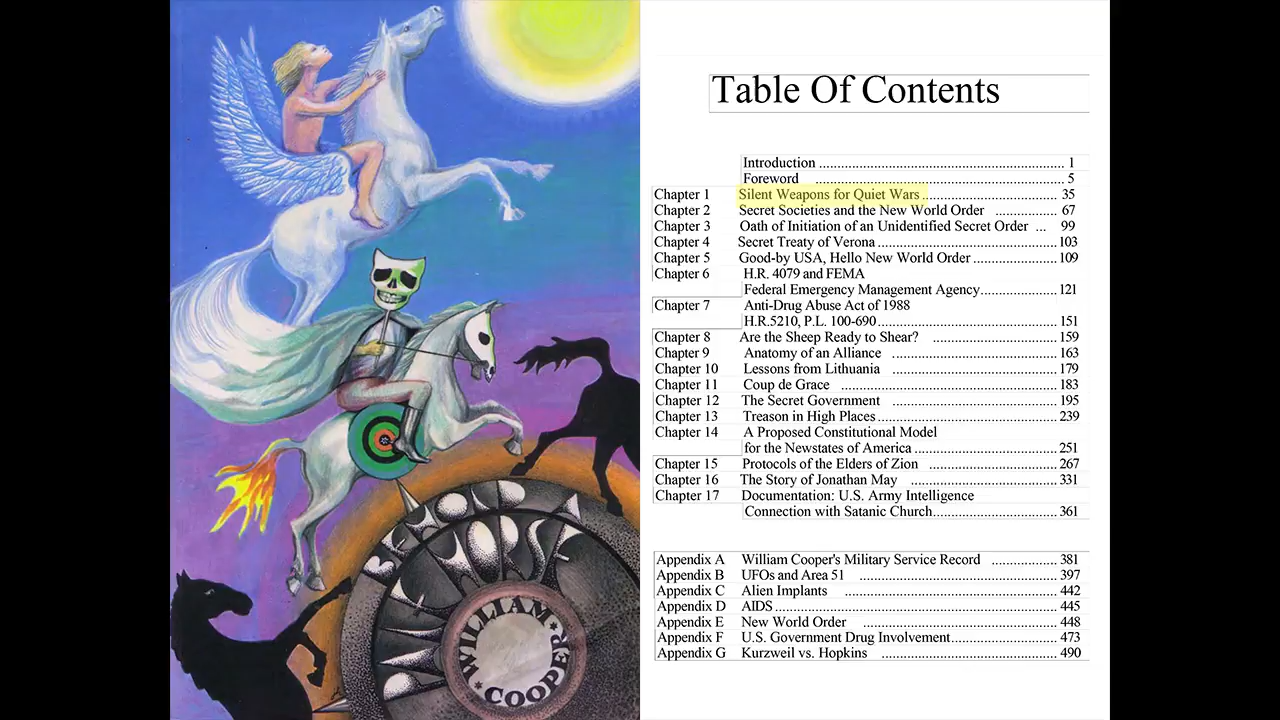 BEHOLD
A PALE HORSE
WILLIAM
COOPER
Table Of Contents
Introduction ..................................................................... 1
Foreword ..................................................................... 5
Chapter 1 Silent Weapons for Quiet Wars ..................................... 35
Chapter 2 Secret Societies and the New World Order ................. 67
Chapter 3 Oath of Initiation of an Unidentified Secret Order ... 99
Chapter 4 Secret Treaty of Verona ................................................... 103
Chapter 5 Good-by USA, Hello New World Order ....................... 109
Chapter 6 H.R. 4079 and FEMA
Federal Emergency Management Agency ...................... 121
Chapter 7 Anti-Drug Abuse Act of 1988
H.R.5210, P.L. 100-690 .................................................. 151
Chapter 8 Are the Sheep Ready to Shear? ................................... 159
Chapter 9 Anatomy of an Alliance .............................................. 163
Chapter 10 Lessons from Lithuania .............................................. 179
Chapter 11 Coup de Grace ............................................................ 183
Chapter 12 The Secret Government .............................................. 195
Chapter 13 Treason in High Places ................................................... 239
Chapter 14 A Proposed Constitutional Model
for the Newstates of America ......................................... 251
Chapter 15 Protocols of the Elders of Zion ....................................... 267
Chapter 16 The Story of Jonathan May ......................................... 331
Chapter 17 Documentation: U.S. Army Intelligence
Connection with Satanic Church ................................... 361
Appendix A William Cooper's Military Service Record ................. 381
Appendix B UFOs and Area 51 ...................................................... 397
Appendix C Alien Implants .......................................................... 442
Appendix D AIDS ............................................................................. 445
Appendix E New World Order ..................................................... 448
Appendix F U.S. Government Drug Involvement ............................. 473
Appendix G Kurzweil vs. Hopkins ................................................ 490